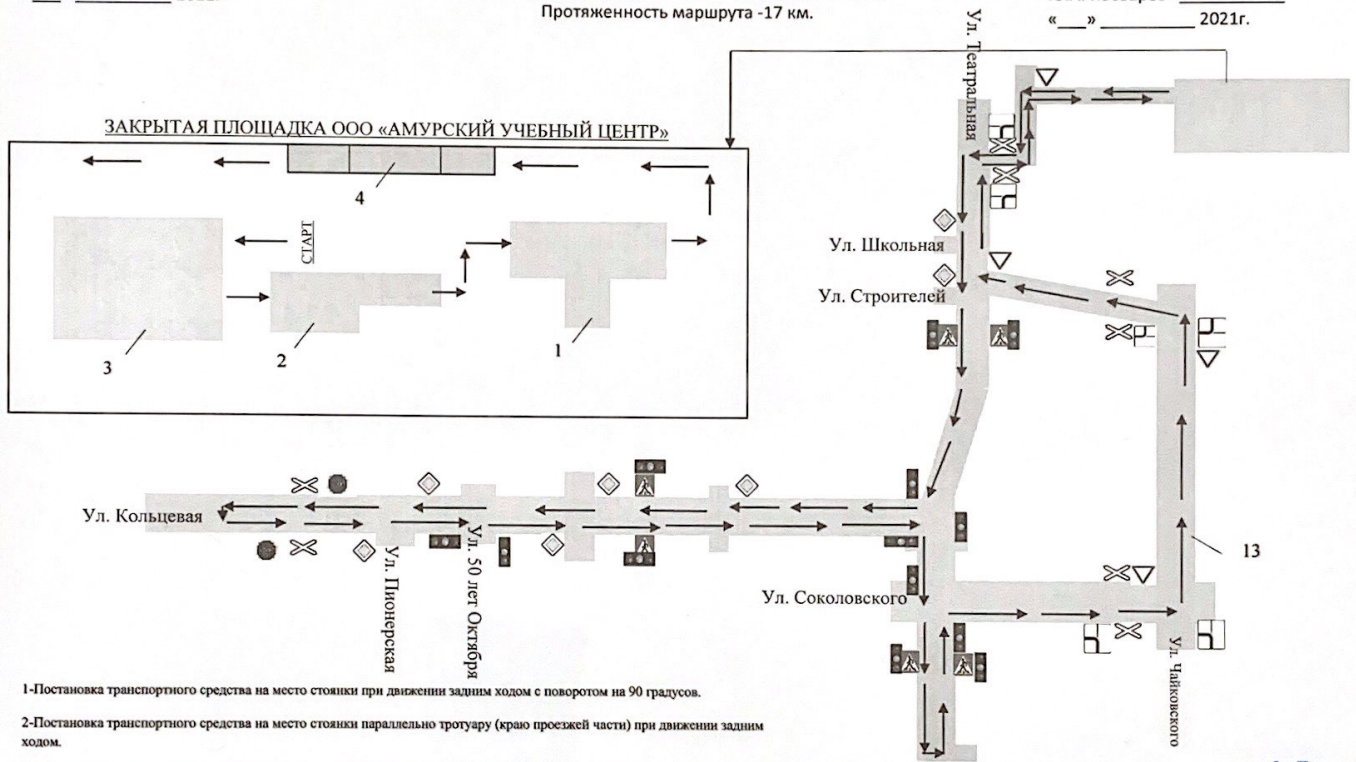 Протяженность маршрута -17 км.
«___» __________ 2021г.
Ул. Театральная
ЗАКРЫТАЯ ПЛОЩАДКА ООО «АМУРСКИЙ УЧЕБНЫЙ ЦЕНТР»
4
СТАРТ
3
2
1
Ул. Школьная
Ул. Строителей
Ул. Кольцевая
Ул. Пионерская
Ул. 50 лет Октября
Ул. Соколовского
13
Ул. Чайковского
1-Постановка транспортного средства на место стоянки при движении задним ходом с поворотом на 90 градусов.
2-Постановка транспортного средства на место стоянки параллельно тротуару (краю проезжей части) при движении задним
ходом.